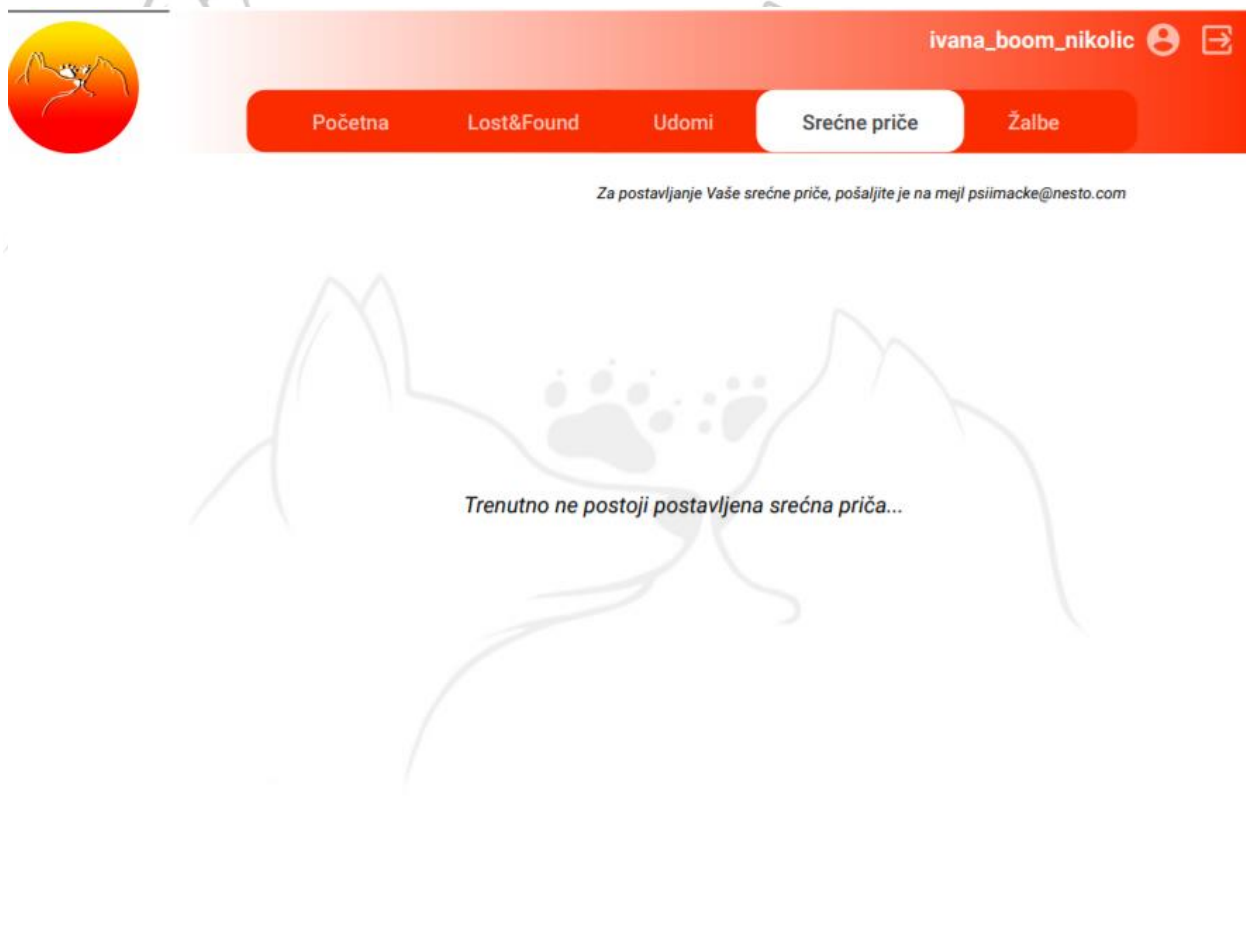 ivana_boom_nikolic
Početna Lost&Found Udomi Srećne priče Žalbe
Za postavljanje Vaše srećne priče, pošaljite je na mejl psiimacke@nesto.com
Trenutno ne postoji postavljena srećna priča...